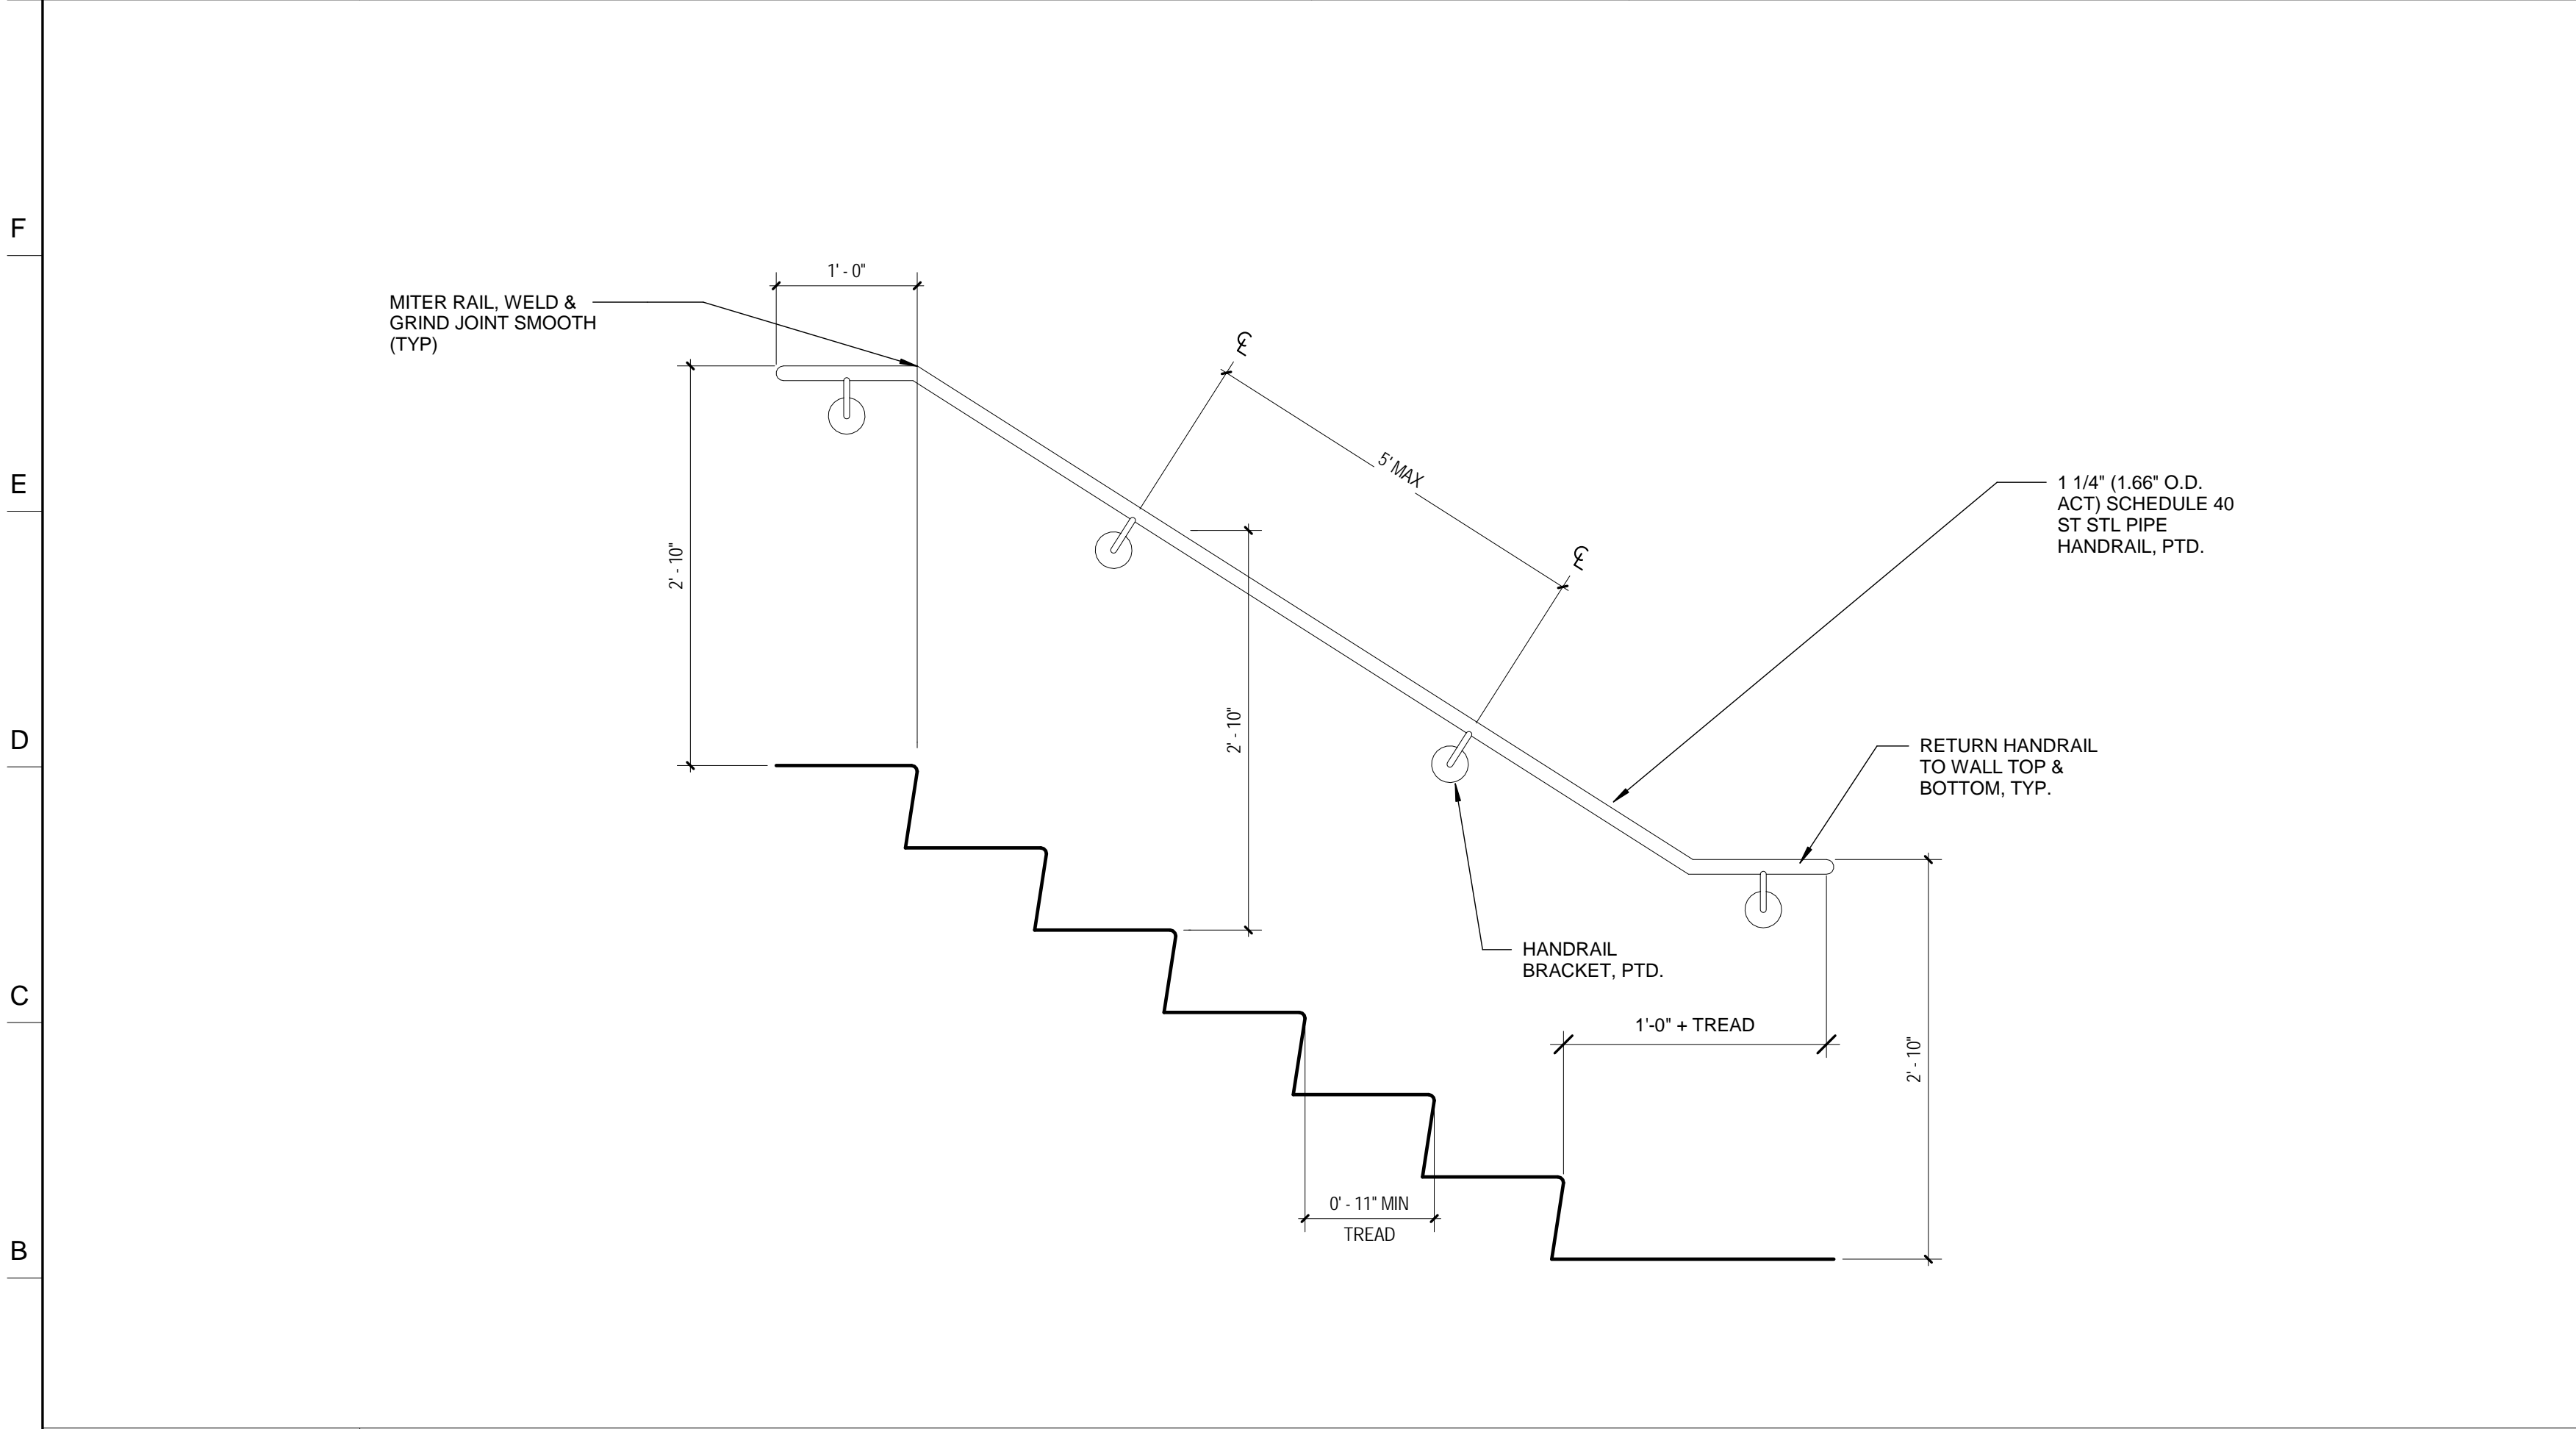 F
1' - 0"
MITER RAIL, WELD &
GRIND JOINT SMOOTH
(TYP)
℄
5' MAX
℄
E
1 1/4" (1.66" O.D.
ACT) SCHEDULE 40
ST STL PIPE
HANDRAIL, PTD.
2' - 10"
2' - 10"
D
RETURN HANDRAIL
TO WALL TOP &
BOTTOM, TYP.
HANDRAIL
BRACKET, PTD.
C
1'-0" + TREAD
2' - 10"
0' - 11" MIN
TREAD
B